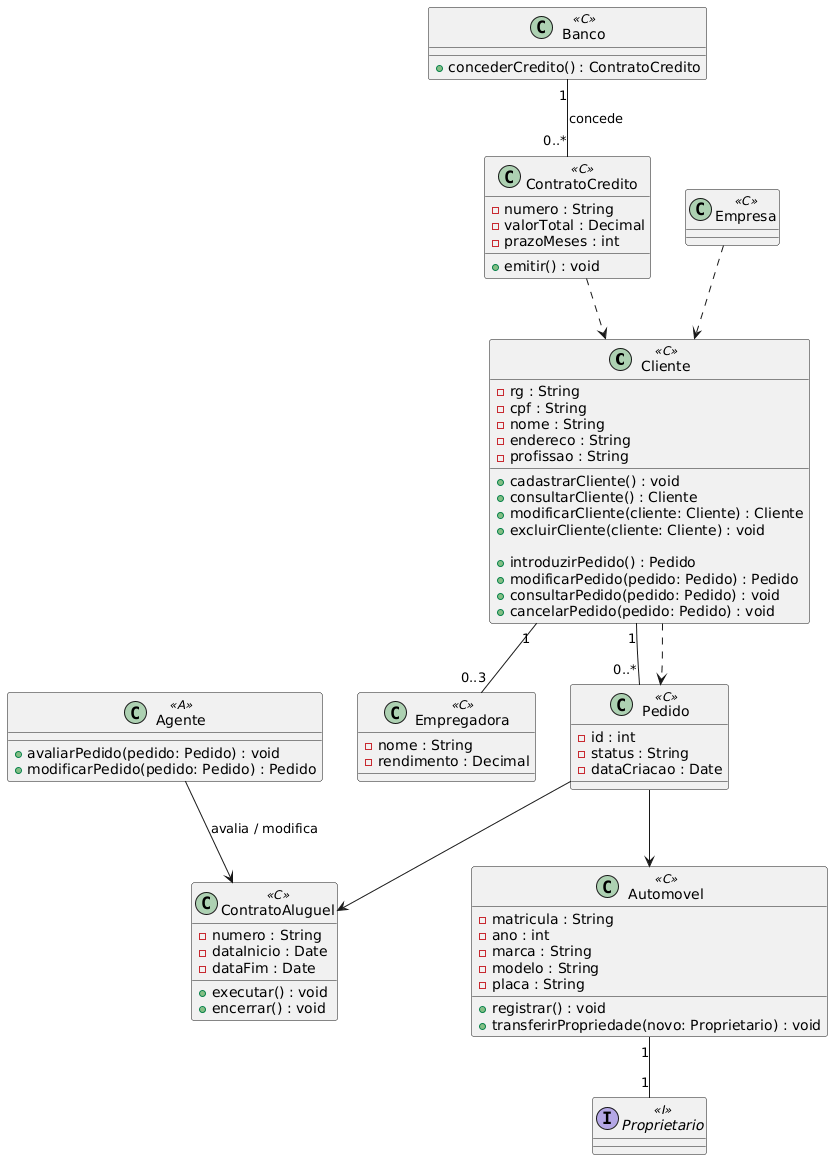 «C»
C Banco
concederCredito() : ContratoCredito
1
concede
0..*
«C»
C ContratoCredito
numero : String
valorTotal : Decimal
prazoMeses : int
emitir() : void
«C»
C Empresa
«C»
C Cliente
rg : String
cpf : String
nome : String
endereco : String
profissao : String
cadastrarCliente() : void
consultarCliente() : Cliente
modificarCliente(cliente: Cliente) : Cliente
excluirCliente(cliente: Cliente) : void
introduzirPedido() : Pedido
modificarPedido(pedido: Pedido) : Pedido
consultarPedido(pedido: Pedido) : void
cancelarPedido(pedido: Pedido) : void
1
0..3
1
0..*
«A»
C Agente
avaliarPedido(pedido: Pedido) : void
modificarPedido(pedido: Pedido) : Pedido
«C»
C Empregadora
nome : String
rendimento : Decimal
«C»
C Pedido
id : int
status : String
dataCriacao : Date
avalia / modifica
«C»
C ContratoAluguel
numero : String
dataInicio : Date
dataFim : Date
executar() : void
encerrar() : void
«C»
C Automovel
matricula : String
ano : int
marca : String
modelo : String
placa : String
registrar() : void
transferirPropriedade(novo: Proprietario) : void
1
1
«I»
I Proprietario